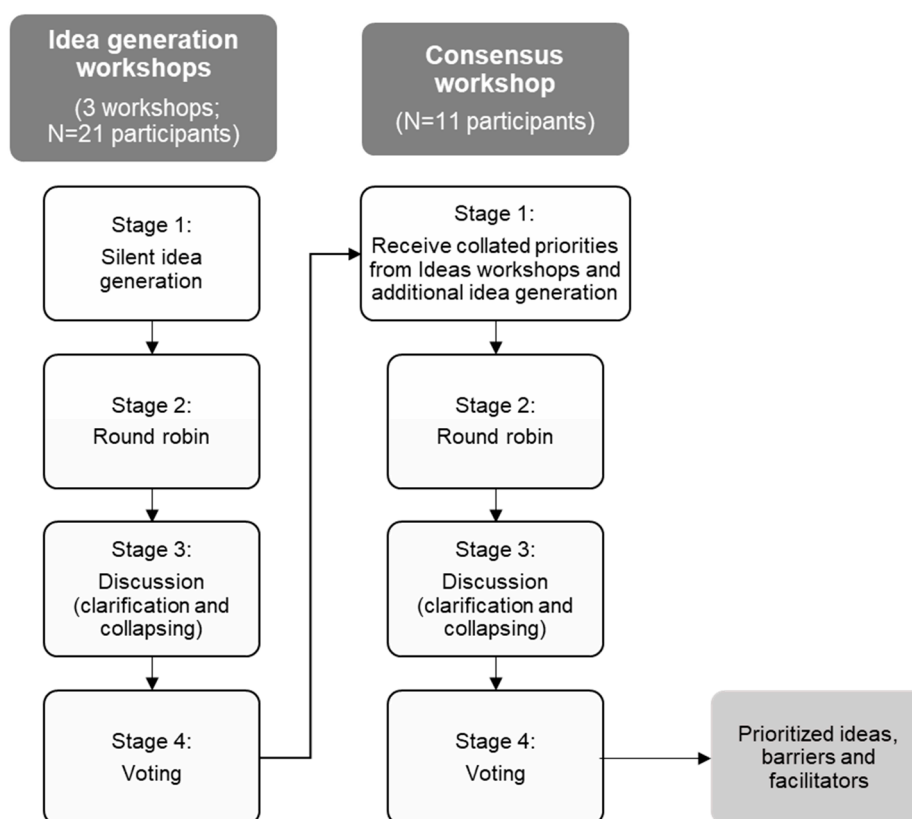 Idea generation
workshops
(3 workshops;
N=21 participants)
Stage 1:
Silent idea
generation
Stage 2:
Round robin
Stage 3:
Discussion
(clarification and
collapsing)
Stage 4:
Voting
Consensus
workshop
(N=11 participants)
Stage 1:
Receive collated priorities
from Ideas workshops and
additional idea generation
Stage 2:
Round robin
Stage 3:
Discussion
(clarification and
collapsing)
Stage 4:
Voting
Prioritized ideas,
barriers and
facilitators